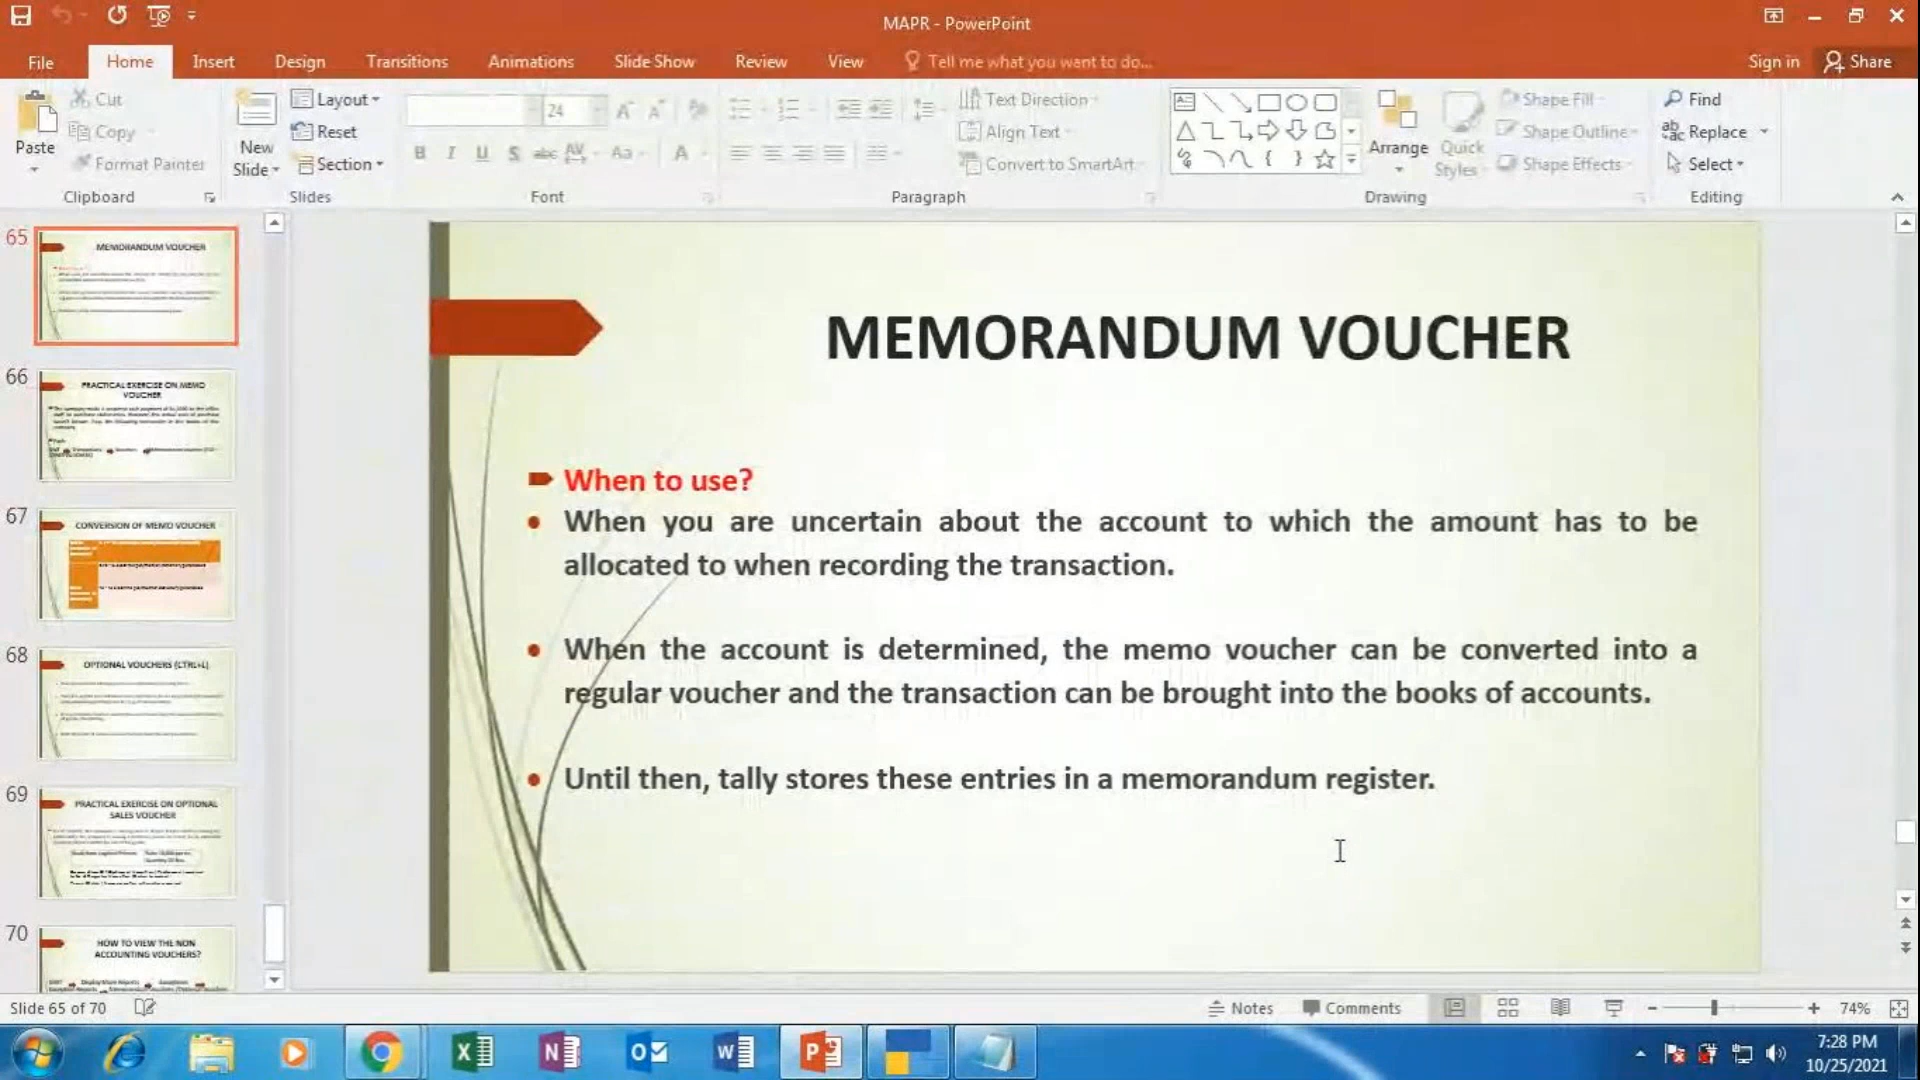 MAPR - PowerPoint
File Home Insert Design Transitions Animations Slide Show Review View Tell me what you want to do... Sign in Share
Paste
Cut
Copy
Format Painter
Clipboard
New
Slide
Layout
Reset
Section
Slides
24
B I U S abc AV Aa A
Font
Text Direction
Align Text
Convert to SmartArt
Paragraph
Arrange
Quick
Styles
Shape Fill
Shape Outline
Shape Effects
Drawing
Find
Replace
Select
Editing
65
MEMORANDUM VOUCHER
66
PRACTICAL EXERCISE ON MEMO
VOUCHER
67
CONVERSION OF MEMO VOUCHER
68
OPTIONAL VOUCHERS (CTRL+L)
69
PRACTICAL EXERCISE ON OPTIONAL
SALES VOUCHER
70
HOW TO VIEW THE NON
ACCOUNTING VOUCHERS?
MEMORANDUM VOUCHER
When to use?
When you are uncertain about the account to which the amount has to be
allocated to when recording the transaction.
When the account is determined, the memo voucher can be converted into a
regular voucher and the transaction can be brought into the books of accounts.
Until then, tally stores these entries in a memorandum register.
Slide 65 of 70
Notes Comments 74%
7:28 PM
10/25/2021